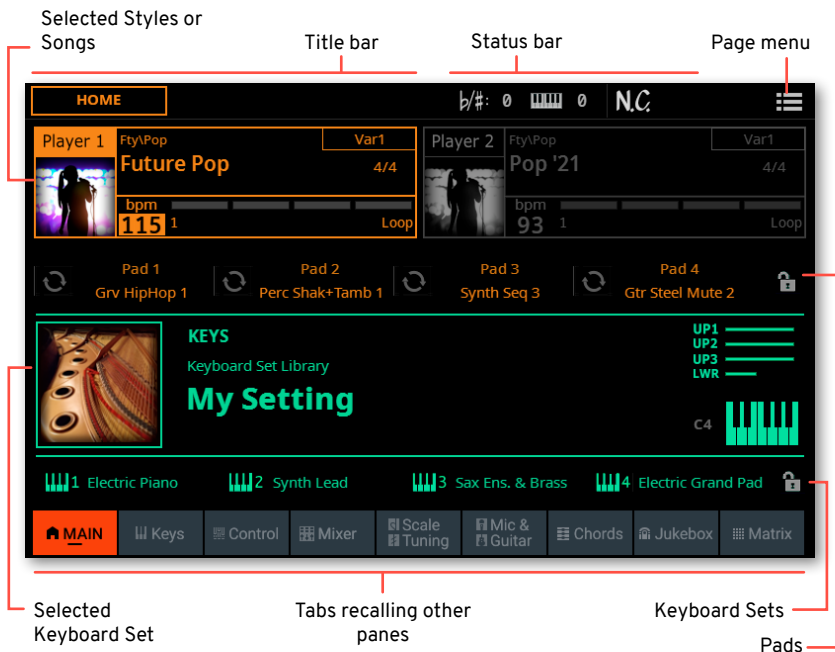 Selected Styles or
Songs
Title bar
Status bar
Page menu
HOME
♭/#: 0 0 N.C.
Player 1 Fty\Pop Var1
Future Pop 4/4
bpm
115 1 Loop
Player 2 Fty\Pop Var1
Pop '21 4/4
bpm
93 1 Loop
Pad 1 Pad 2 Pad 3 Pad 4
Grv HipHop 1 Perc Shak+Tamb 1 Synth Seq 3 Gtr Steel Mute 2
KEYS
Keyboard Set Library
My Setting
UP1
UP2
UP3
LWR
C4
1 Electric Piano 2 Synth Lead 3 Sax Ens. & Brass 4 Electric Grand Pad
MAIN Keys Control Mixer Scale Tuning Mic & Guitar Chords Jukebox Matrix
Selected
Keyboard Set
Tabs recalling other
panes
Keyboard Sets
Pads